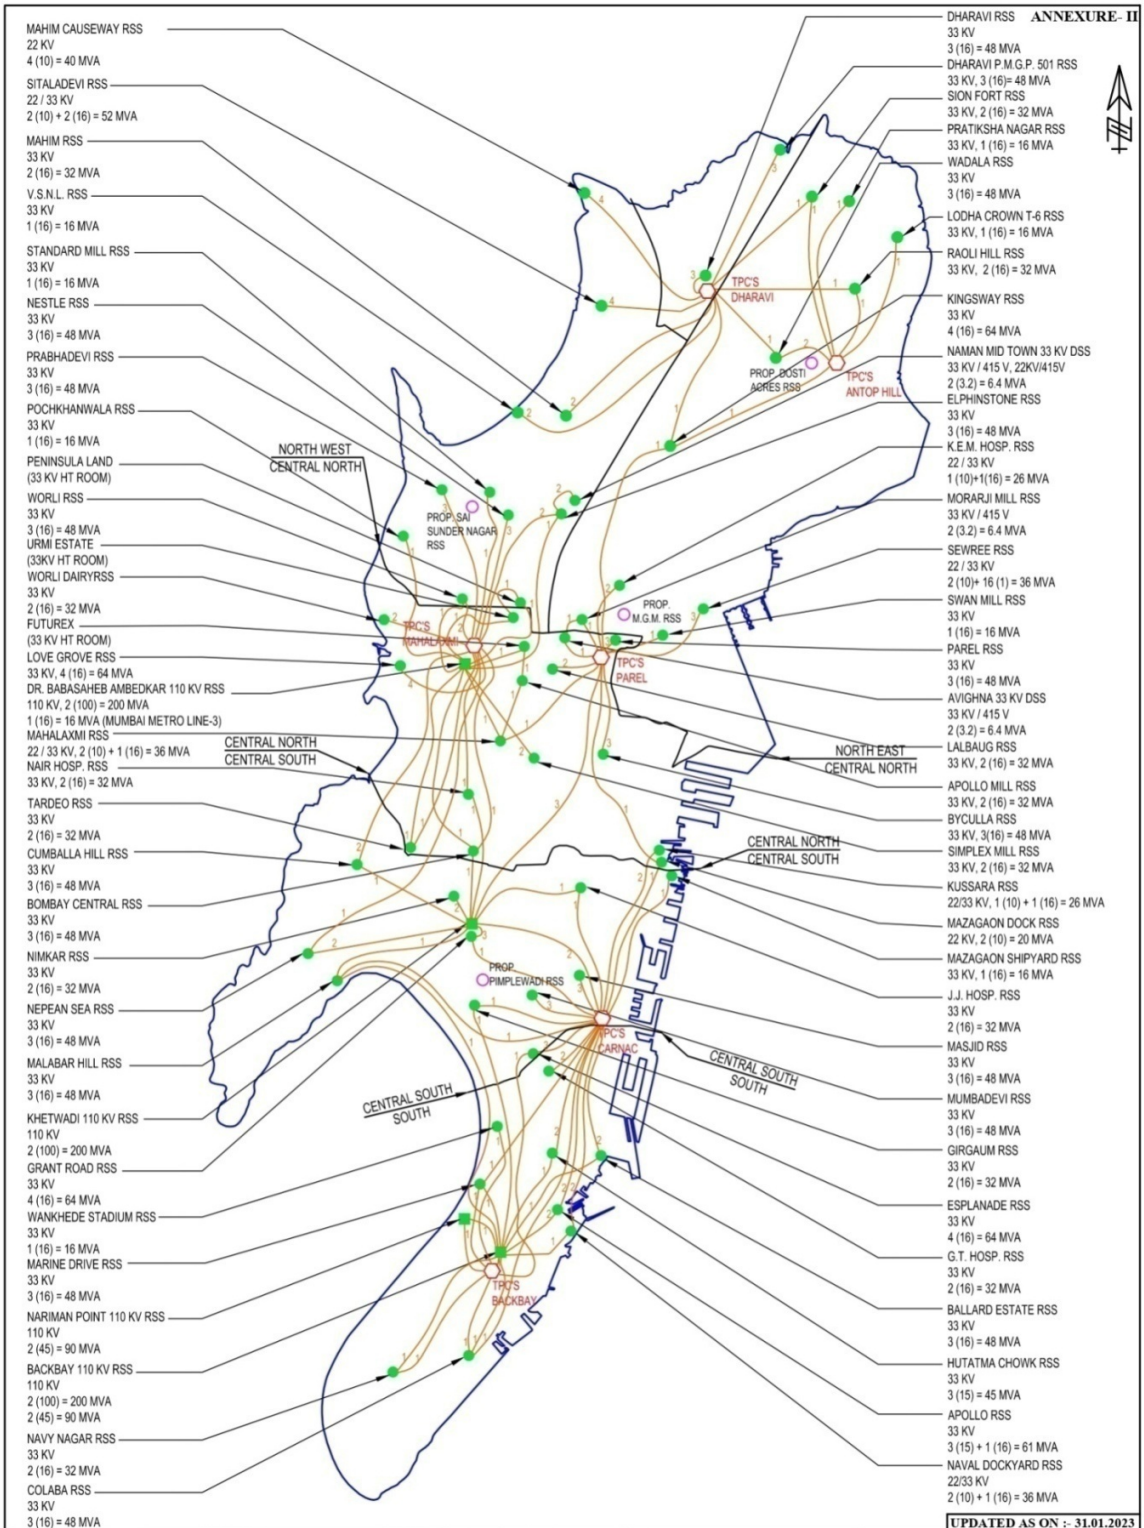 ANNEXURE- II
MAHIM CAUSEWAY RSS
22 KV
4 (10) = 40 MVA
SITALADEVI RSS
22 / 33 KV
2 (10) + 2 (16) = 52 MVA
MAHIM RSS
33 KV
2 (16) = 32 MVA
V.S.N.L. RSS
33 KV
1 (16) = 16 MVA
STANDARD MILL RSS
33 KV
1 (16) = 16 MVA
NESTLE RSS
33 KV
3 (16) = 48 MVA
PRABHADEVI RSS
33 KV
3 (16) = 48 MVA
POCHKHANWALA RSS
33 KV
1 (16) = 16 MVA
PENINSULA LAND
(33 KV HT ROOM)
WORLI RSS
33 KV
3 (16) = 48 MVA
URMI ESTATE
(33KV HT ROOM)
WORLI DAIRYRSS
33 KV
2 (16) = 32 MVA
FUTUREX
(33 KV HT ROOM)
LOVE GROVE RSS
33 KV, 4 (16) = 64 MVA
DR. BABASAHEB AMBEDKAR 110 KV RSS
110 KV, 2 (100) = 200 MVA
1 (16) = 16 MVA (MUMBAI METRO LINE-3)
MAHALAXMI RSS
22 / 33 KV, 2 (10) + 1 (16) = 36 MVA
NAIR HOSP. RSS
33 KV, 2 (16) = 32 MVA
TARDEO RSS
33 KV
2 (16) = 32 MVA
CUMBALLA HILL RSS
33 KV
3 (16) = 48 MVA
BOMBAY CENTRAL RSS
33 KV
3 (16) = 48 MVA
NIMKAR RSS
33 KV
2 (16) = 32 MVA
NEPEAN SEA RSS
33 KV
3 (16) = 48 MVA
MALABAR HILL RSS
33 KV
3 (16) = 48 MVA
KHETWADI 110 KV RSS
110 KV
2 (100) = 200 MVA
GRANT ROAD RSS
33 KV
4 (16) = 64 MVA
WANKHEDE STADIUM RSS
33 KV
1 (16) = 16 MVA
MARINE DRIVE RSS
33 KV
3 (16) = 48 MVA
NARIMAN POINT 110 KV RSS
110 KV
2 (45) = 90 MVA
BACKBAY 110 KV RSS
110 KV
2 (100) = 200 MVA
2 (45) = 90 MVA
NAVY NAGAR RSS
33 KV
2 (16) = 32 MVA
COLABA RSS
33 KV
3 (16) = 48 MVA
TPC'S
DHARAVI
PROP. DOSTI
ACRES RSS
TPC'S
ANTOP HILL
NORTH WEST
CENTRAL NORTH
PROP. SAI
SUNDER NAGAR
RSS
TPC'S
MAHALAXMI
PROP.
M.G.M. RSS
TPC'S
PAREL
CENTRAL NORTH
CENTRAL SOUTH
NORTH EAST
CENTRAL NORTH
CENTRAL NORTH
CENTRAL SOUTH
PROP.
PIMPLEWADI RSS
TPC'S
CARNAC
CENTRAL SOUTH
SOUTH
CENTRAL SOUTH
SOUTH
TPC'S
BACKBAY
DHARAVI RSS
33 KV
3 (16) = 48 MVA
DHARAVI P.M.G.P. 501 RSS
33 KV, 3 (16)= 48 MVA
SION FORT RSS
33 KV, 2 (16) = 32 MVA
PRATIKSHA NAGAR RSS
33 KV, 1 (16) = 16 MVA
WADALA RSS
33 KV
3 (16) = 48 MVA
LODHA CROWN T-6 RSS
33 KV, 1 (16) = 16 MVA
RAOLI HILL RSS
33 KV, 2 (16) = 32 MVA
KINGSWAY RSS
33 KV
4 (16) = 64 MVA
NAMAN MID TOWN 33 KV DSS
33 KV / 415 V, 22KV/415V
2 (3.2) = 6.4 MVA
ELPHINSTONE RSS
33 KV
3 (16) = 48 MVA
K.E.M. HOSP. RSS
22 / 33 KV
1 (10)+1(16) = 26 MVA
MORARJI MILL RSS
33 KV / 415 V
2 (3.2) = 6.4 MVA
SEWREE RSS
22 / 33 KV
2 (10)+ 16 (1) = 36 MVA
SWAN MILL RSS
33 KV
1 (16) = 16 MVA
PAREL RSS
33 KV
3 (16) = 48 MVA
AVIGHNA 33 KV DSS
33 KV / 415 V
2 (3.2) = 6.4 MVA
LALBAUG RSS
33 KV, 2 (16) = 32 MVA
APOLLO MILL RSS
33 KV, 2 (16) = 32 MVA
BYCULLA RSS
33 KV, 3(16) = 48 MVA
SIMPLEX MILL RSS
33 KV, 2 (16) = 32 MVA
KUSSARA RSS
22/33 KV, 1 (10) + 1 (16) = 26 MVA
MAZAGAON DOCK RSS
22 KV, 2 (10) = 20 MVA
MAZAGAON SHIPYARD RSS
33 KV, 1 (16) = 16 MVA
J.J. HOSP. RSS
33 KV
2 (16) = 32 MVA
MASJID RSS
33 KV
3 (16) = 48 MVA
MUMBADEVI RSS
33 KV
3 (16) = 48 MVA
GIRGAUM RSS
33 KV
2 (16) = 32 MVA
ESPLANADE RSS
33 KV
4 (16) = 64 MVA
G.T. HOSP. RSS
33 KV
2 (16) = 32 MVA
BALLARD ESTATE RSS
33 KV
3 (16) = 48 MVA
HUTATMA CHOWK RSS
33 KV
3 (15) = 45 MVA
APOLLO RSS
33 KV
3 (15) + 1 (16) = 61 MVA
NAVAL DOCKYARD RSS
22/33 KV
2 (10) + 1 (16) = 36 MVA
UPDATED AS ON :- 31.01.2023